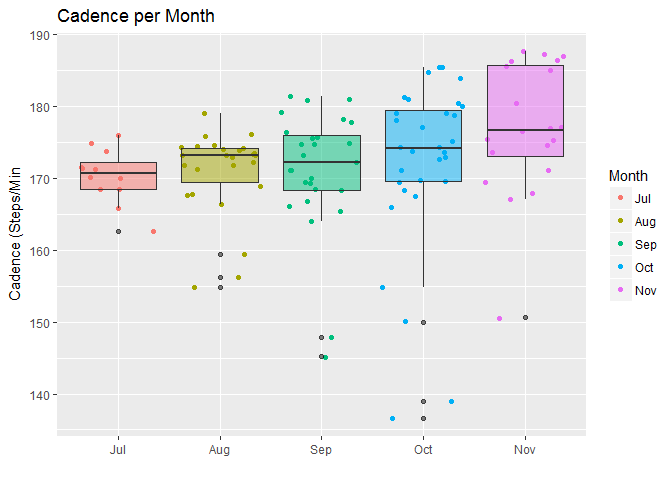 Cadence per Month
190
180
170
160
150
140
Cadence (Steps/Min
Jul
Aug
Sep
Oct
Nov
Month
Jul
Aug
Sep
Oct
Nov